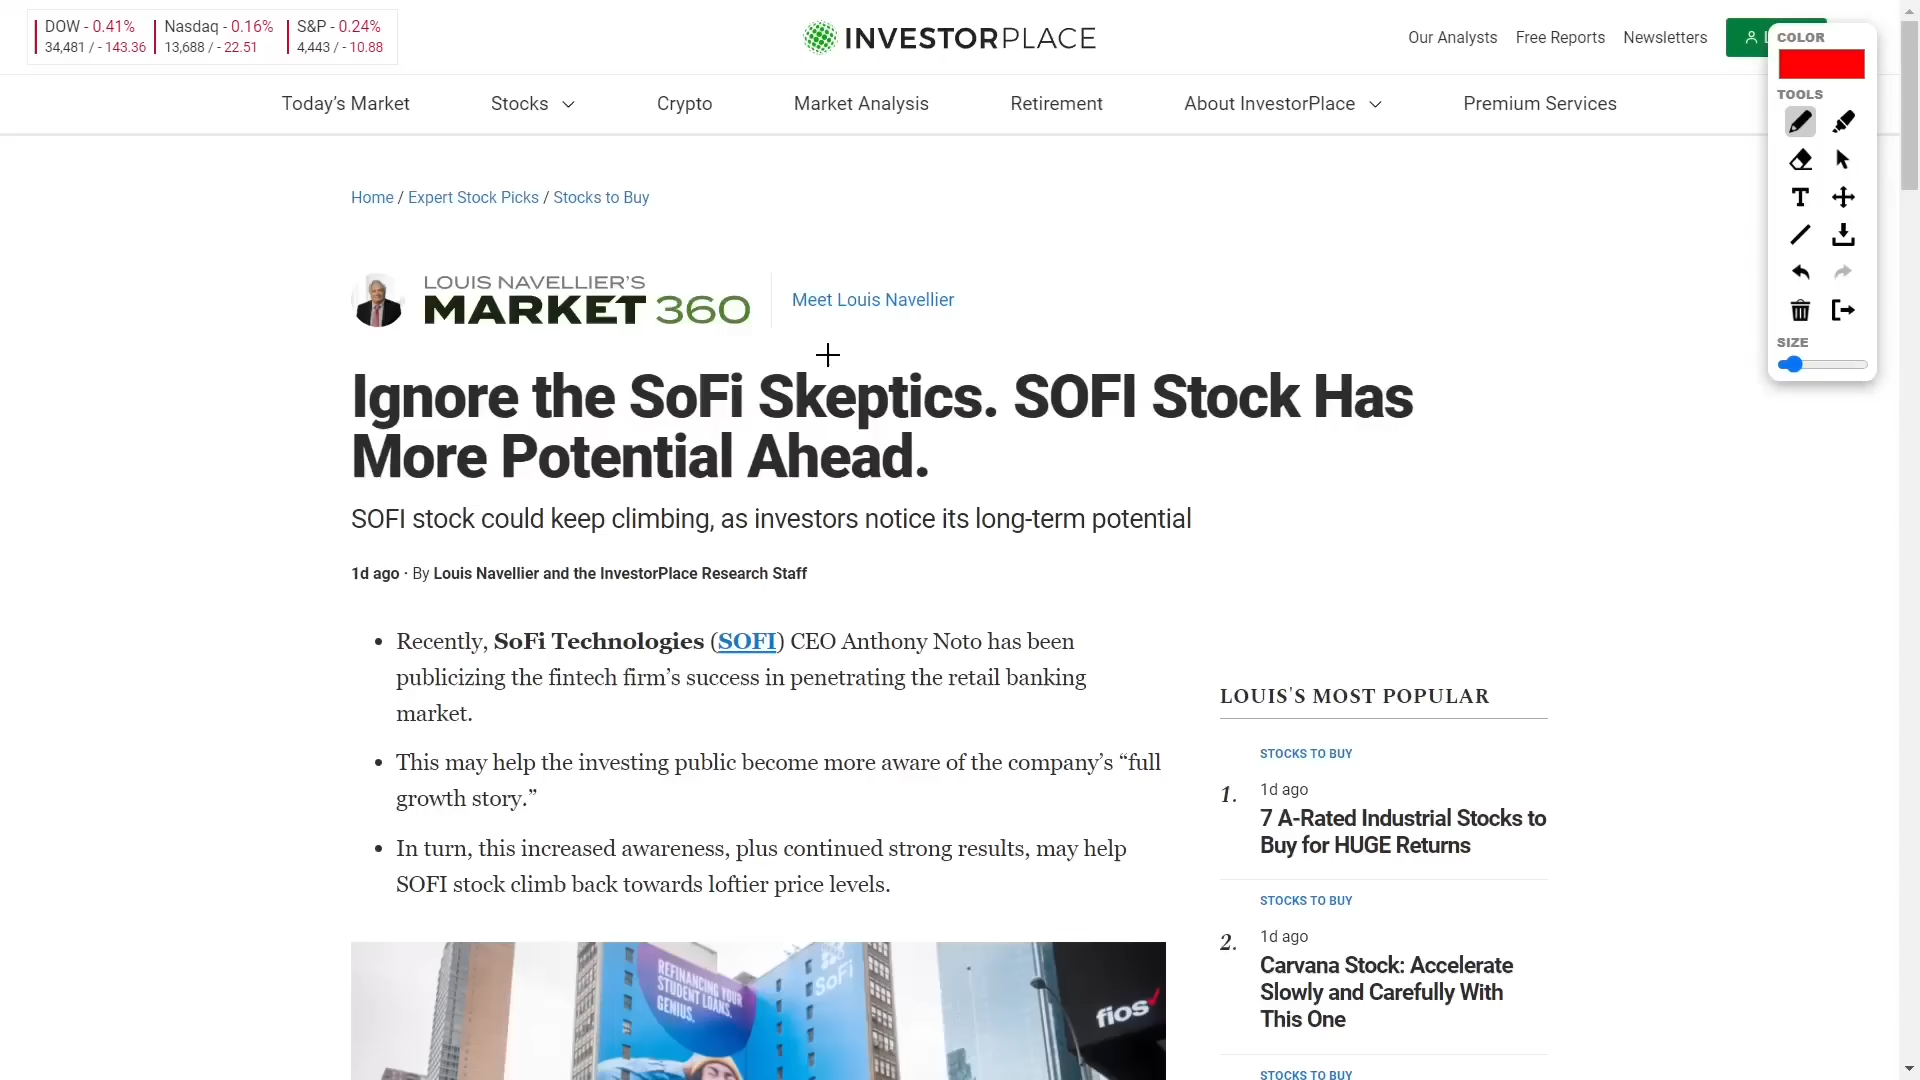 DOW - 0.41%
34,481 / - 143.36
Nasdaq - 0.16%
13,688 / - 22.51
S&P - 0.24%
4,443 / - 10.88
INVESTORPLACE
Our Analysts
Free Reports
Newsletters
COLOR
TOOLS
SIZE
Today’s Market
Stocks
Crypto
Market Analysis
Retirement
About InvestorPlace
Premium Services
Home / Expert Stock Picks / Stocks to Buy
LOUIS NAVELLIER'S
MARKET 360
Meet Louis Navellier
Ignore the SoFi Skeptics. SOFI Stock Has
More Potential Ahead.
SOFI stock could keep climbing, as investors notice its long-term potential
1d ago · By Louis Navellier and the InvestorPlace Research Staff
• Recently, SoFi Technologies (SOFI) CEO Anthony Noto has been
publicizing the fintech firm’s success in penetrating the retail banking
market.
• This may help the investing public become more aware of the company’s “full
growth story.”
• In turn, this increased awareness, plus continued strong results, may help
SOFI stock climb back towards loftier price levels.
REFINANCING YOUR
STUDENT LOANS.
GENIUS.
SoFi
fios
LOUIS'S MOST POPULAR
STOCKS TO BUY
1.
1d ago
7 A-Rated Industrial Stocks to
Buy for HUGE Returns
STOCKS TO BUY
2.
1d ago
Carvana Stock: Accelerate
Slowly and Carefully With
This One
STOCKS TO BUY